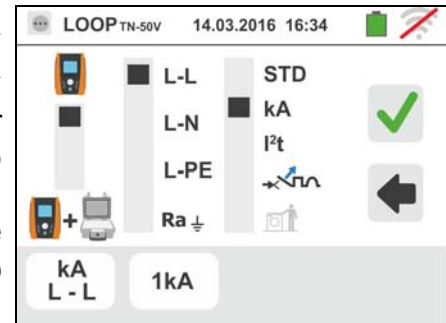 LOOP TN-50V 14.03.2016 16:34
L-L STD
L-N kA
I²t
L-PE
Ra
kA
L - L
1kA